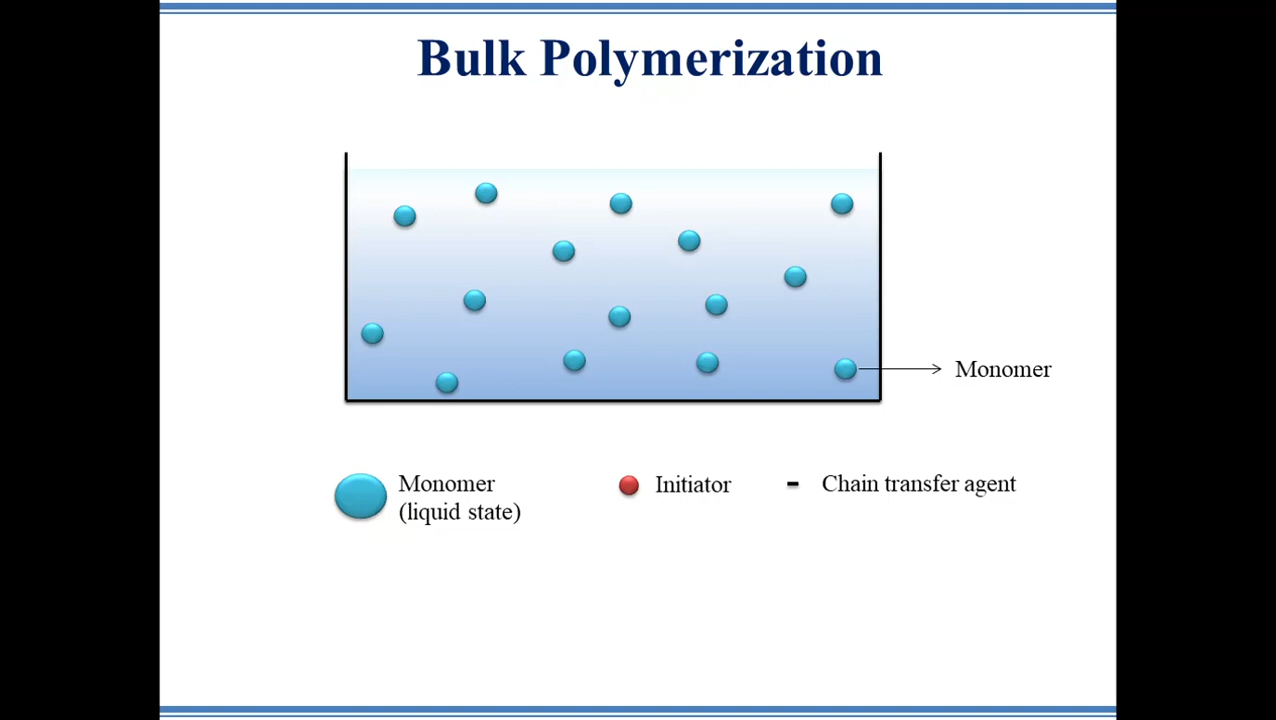 Bulk Polymerization
Monomer
Monomer
(liquid state)
Initiator
- Chain transfer agent